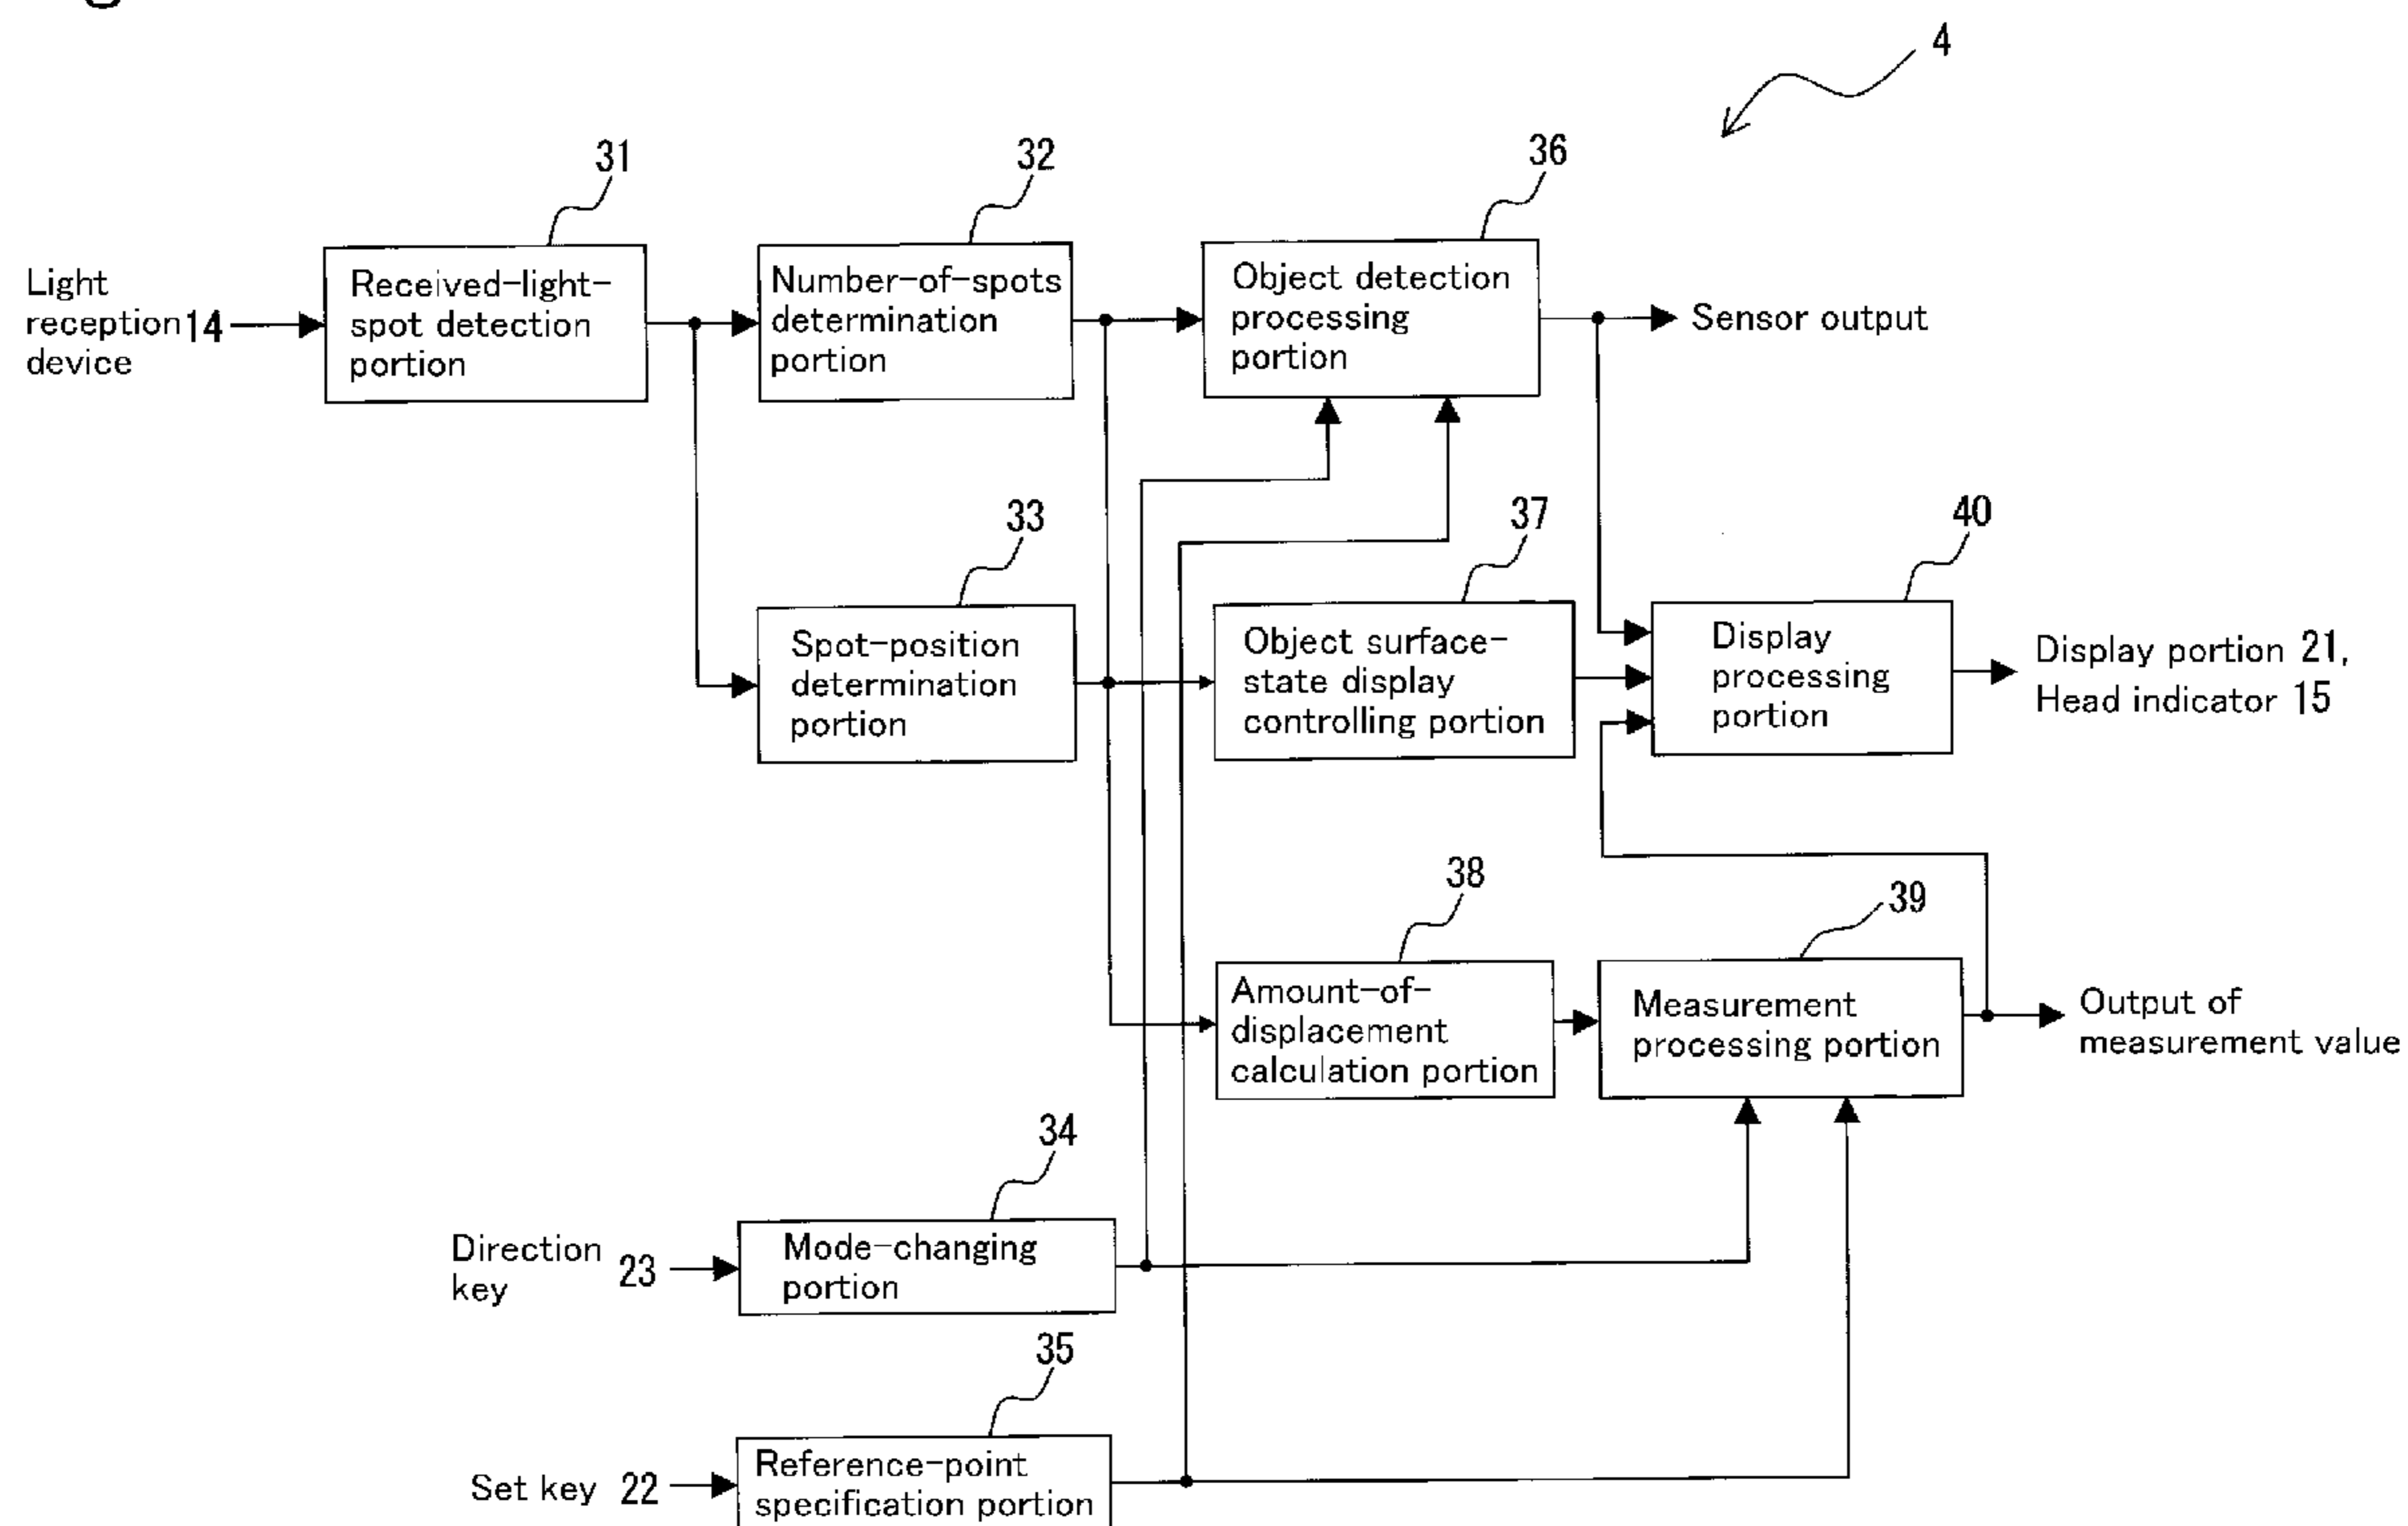 4
31
32
36
Light
reception 14
device
Received-light-
spot detection
portion
Number-of-spots
determination
portion
Object detection
processing
portion
Sensor output
33
37
40
Spot-position
determination
portion
Object surface-
state display
controlling portion
Display
processing
portion
Display portion 21,
Head indicator 15
38
39
Amount-of-
displacement
calculation portion
Measurement
processing portion
Output of
measurement value
34
Direction
key 23
Mode-changing
portion
35
Set key 22
Reference-point
specification portion